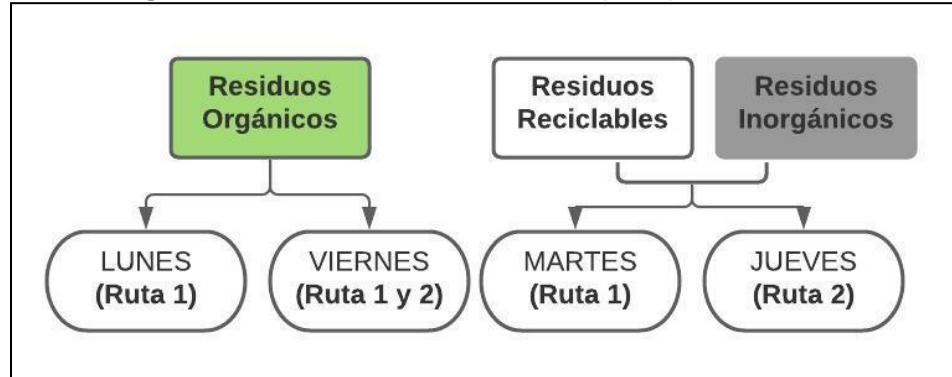 Residuos
Orgánicos
Residuos
Reciclables
Residuos
Inorgánicos
LUNES
(Ruta 1)
VIERNES
(Ruta 1 y 2)
MARTES
(Ruta 1)
JUEVES
(Ruta 2)